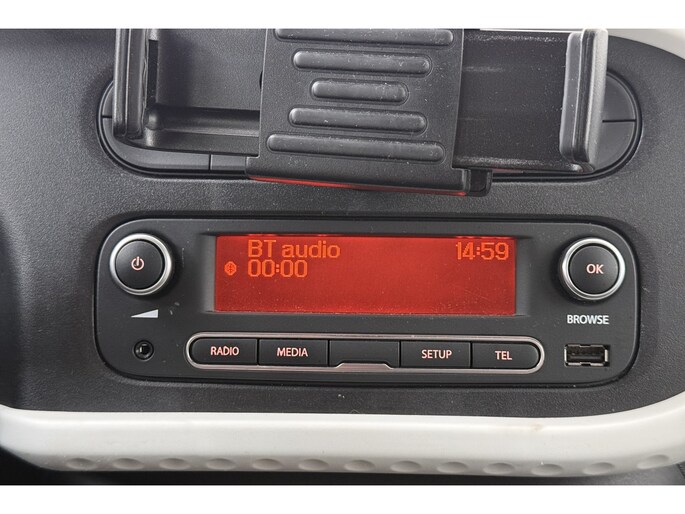 BT audio 14:59
00:00
OK
BROWSE
RADIO MEDIA SETUP TEL